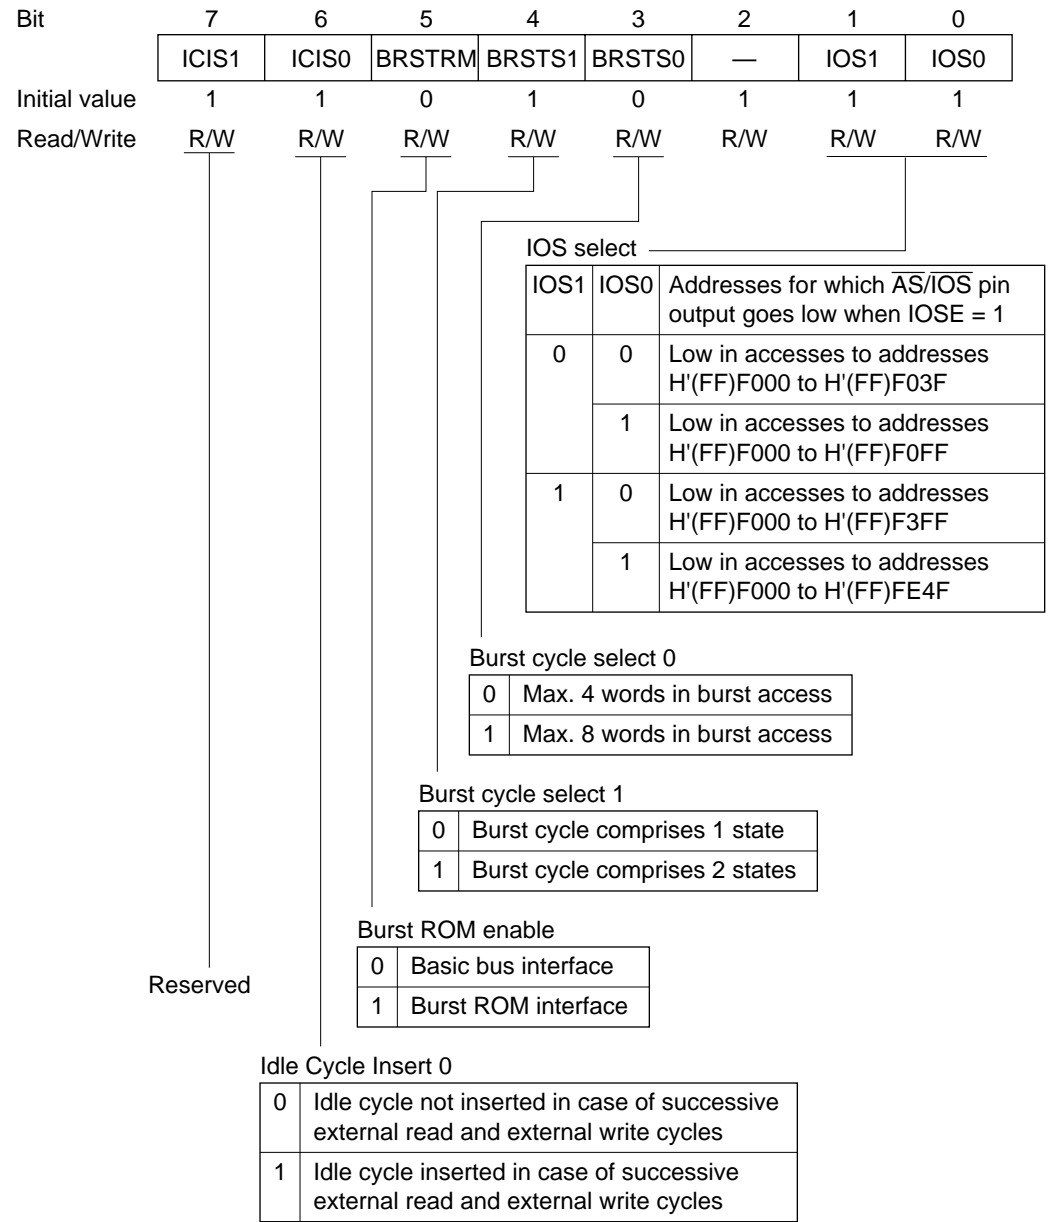 Bit 7 6 5 4 3 2 1 0
ICIS1 ICIS0 BRSTRM BRSTS1 BRSTS0 — IOS1 IOS0
Initial value 1 1 0 1 0 1 1 1
Read/Write R/W R/W R/W R/W R/W R/W R/W R/W
IOS select
IOS1 IOS0 Addresses for which AS/IOS pin
output goes low when IOSE = 1
0 0 Low in accesses to addresses
H'(FF)F000 to H'(FF)F03F
1 Low in accesses to addresses
H'(FF)F000 to H'(FF)F0FF
1 0 Low in accesses to addresses
H'(FF)F000 to H'(FF)F3FF
1 Low in accesses to addresses
H'(FF)F000 to H'(FF)FE4F
Burst cycle select 0
0 Max. 4 words in burst access
1 Max. 8 words in burst access
Burst cycle select 1
0 Burst cycle comprises 1 state
1 Burst cycle comprises 2 states
Burst ROM enable
0 Basic bus interface
1 Burst ROM interface
Reserved
Idle Cycle Insert 0
0 Idle cycle not inserted in case of successive
external read and external write cycles
1 Idle cycle inserted in case of successive
external read and external write cycles